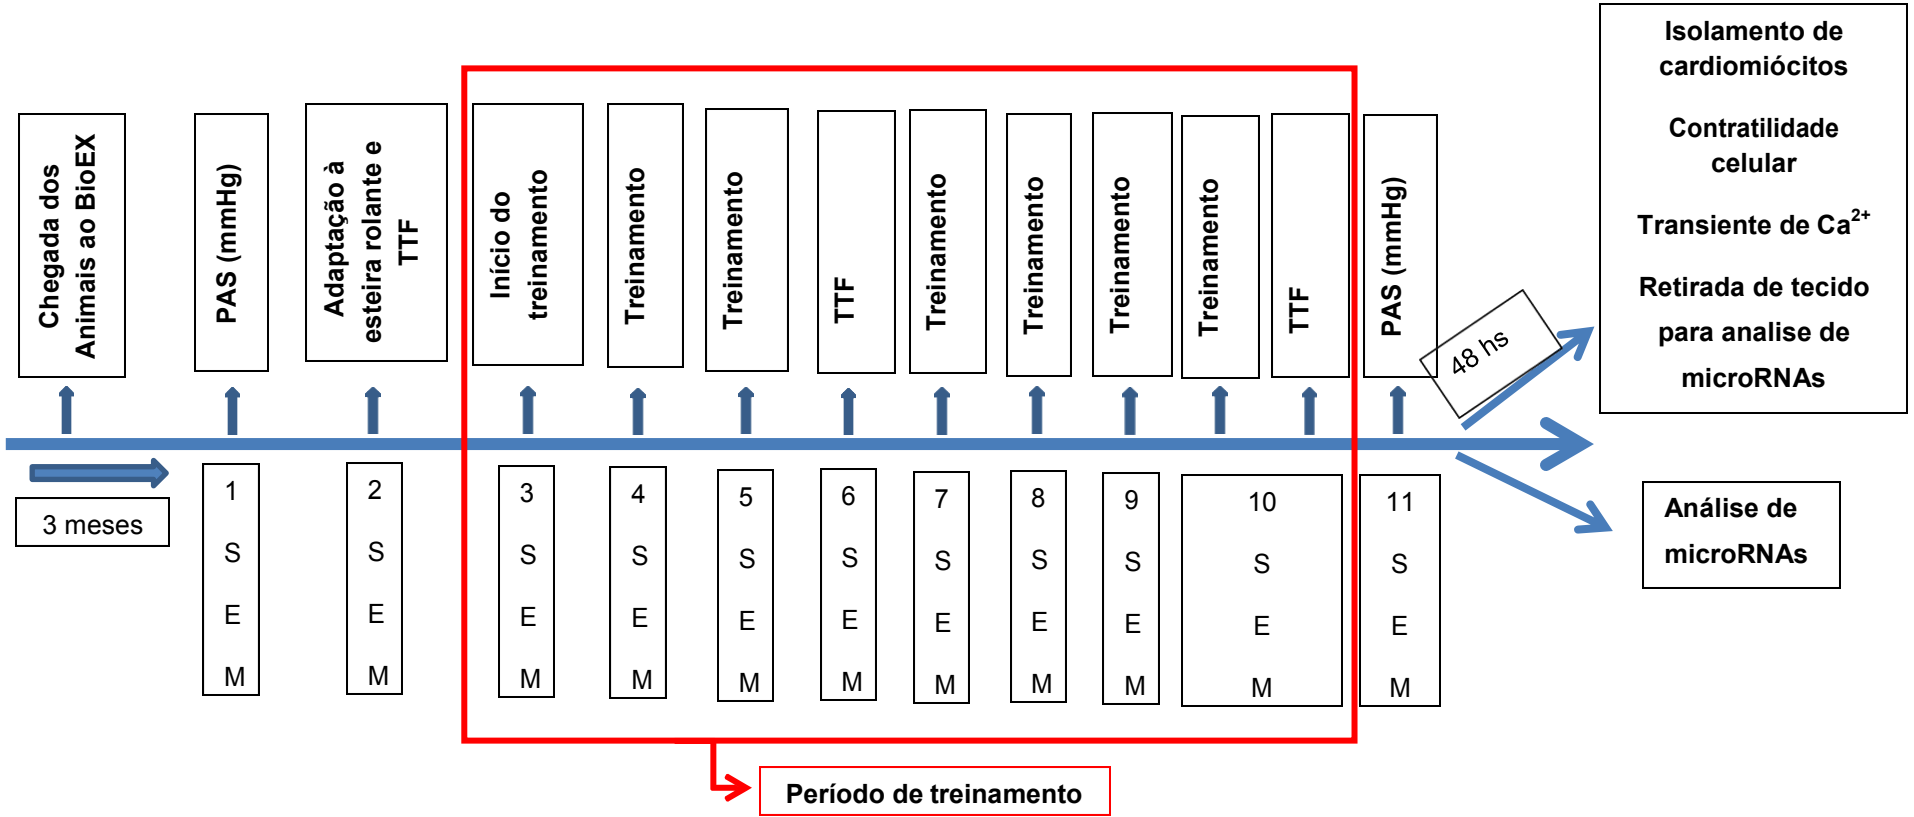 Chegada dos
Animais ao BioEX
PAS (mmHg)
Adaptação à
esteira rolante e
TTF
Início do
treinamento
Treinamento
Treinamento
TTF
Treinamento
Treinamento
Treinamento
Treinamento
TTF
PAS (mmHg)
48 hs
Isolamento de
cardiomiócitos
Contratilidade
celular
Transiente de Ca²⁺
Retirada de tecido
para analise de
microRNAs
3 meses
1
S
E
M
2
S
E
M
3
S
E
M
4
S
E
M
5
S
E
M
6
S
E
M
7
S
E
M
8
S
E
M
9
S
E
M
10
S
E
M
11
S
E
M
Análise de
microRNAs
Período de treinamento